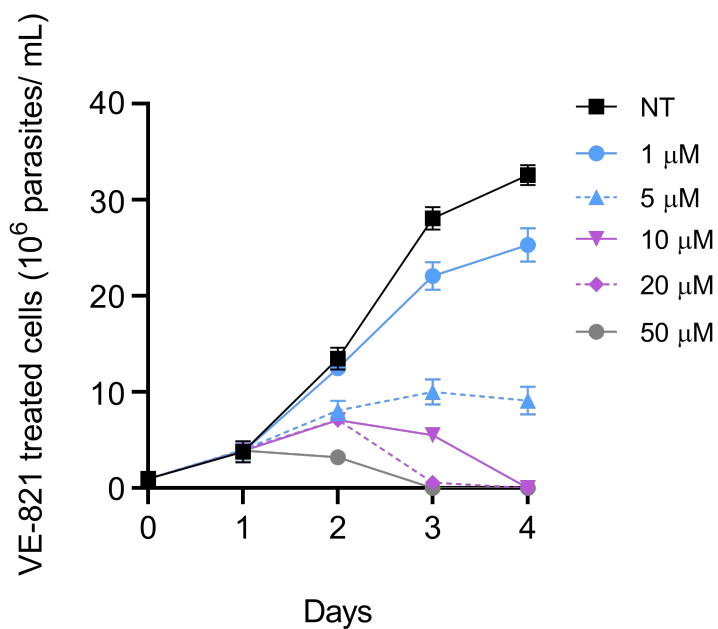 VE-821 treated cells (10⁶ parasites/ mL)
40
30
20
10
0
0 1 2 3 4
Days
NT
1 μM
5 μM
10 μM
20 μM
50 μM